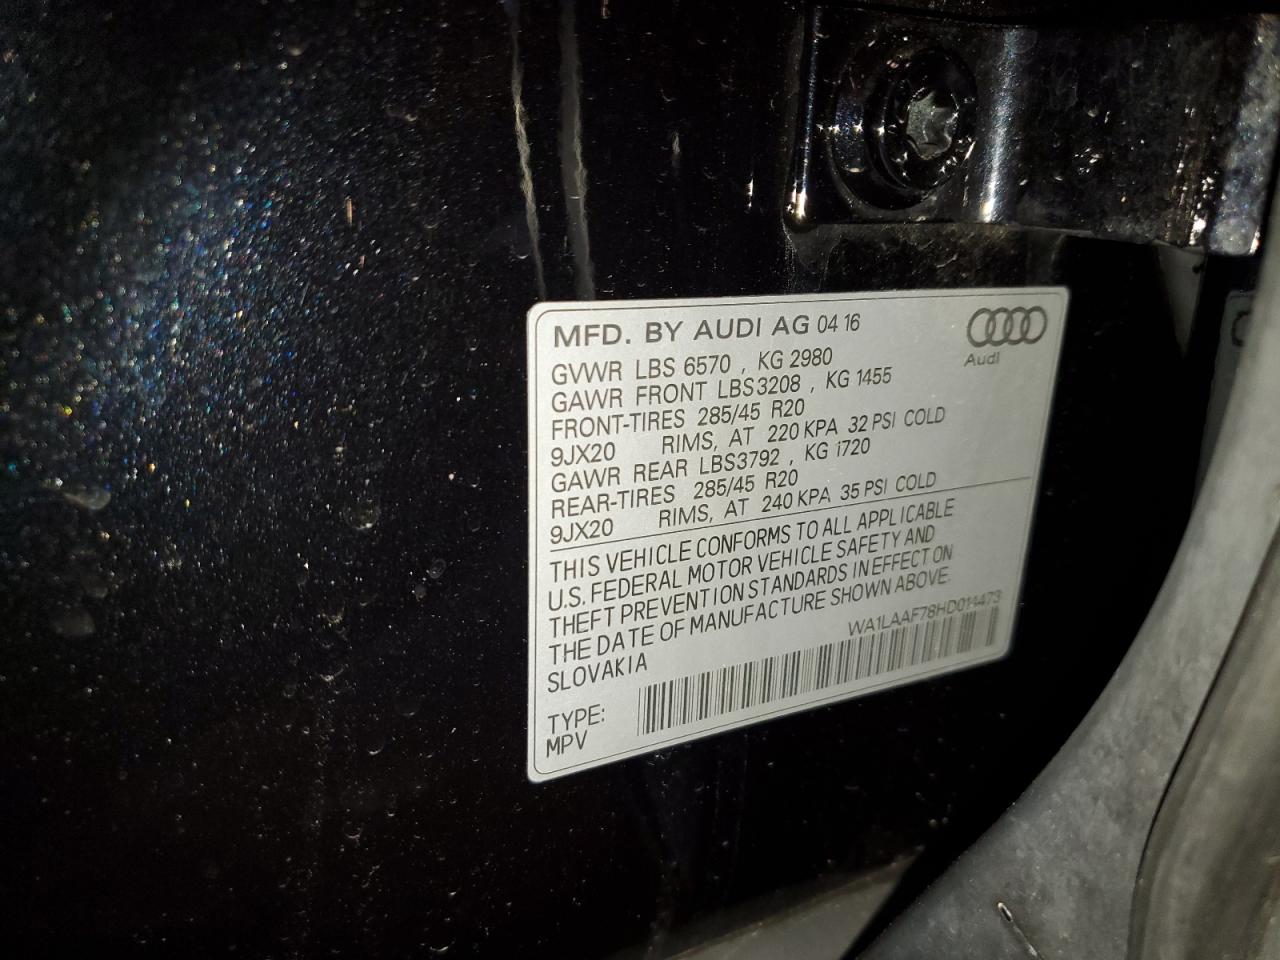 MFD. BY AUDI AG 04 16
Audi
GVWR LBS 6570 , KG 2980
GAWR FRONT LBS3208 , KG 1455
FRONT-TIRES 285/45 R20
9JX20 RIMS, AT 220 KPA 32 PSI COLD
GAWR REAR LBS3792 , KG 1720
REAR-TIRES 285/45 R20
9JX20 RIMS, AT 240 KPA 35 PSI COLD
THIS VEHICLE CONFORMS TO ALL APPLICABLE
U.S. FEDERAL MOTOR VEHICLE SAFETY AND
THEFT PREVENTION STANDARDS IN EFFECT ON
THE DATE OF MANUFACTURE SHOWN ABOVE.
SLOVAKIA
WA1LAAF78HD014473
TYPE:
MPV